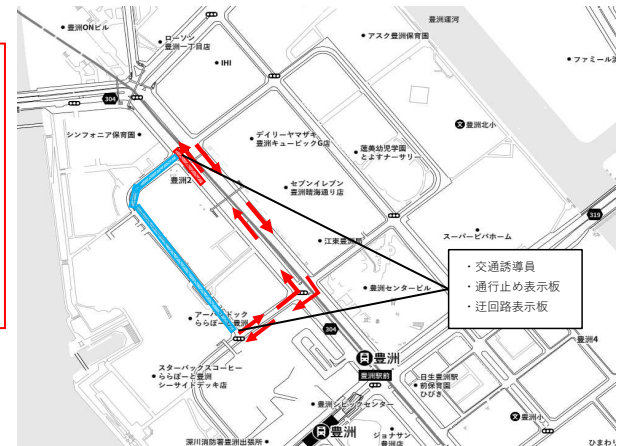 豊洲ONビル
ローソン
豊洲一丁目店
IHI
豊洲運河
アスク豊洲保育園
ファミール
304
シンフォニア保育園
デイリーヤマザキ
豊洲キュービックG店
蓮美幼児学園
とよすナーサリー
豊洲北小
豊洲2
セブンイレブン
豊洲晴海通り店
319
江東豊洲局
スーパービバホーム
・交通誘導員
・通行止め表示板
・迂回路表示板
豊洲センタービル
アーバンドック
ららぽーと豊洲
304
豊洲4
スターバックスコーヒー
ららぽーと豊洲
シーサイドデッキ店
豊洲
豊洲駅前
日生豊洲駅
前保育園
ひびき
豊洲シビックセンター
豊洲小
豊洲
ジョナサン
豊洲店
深川消防署豊洲出張所
ひまわり